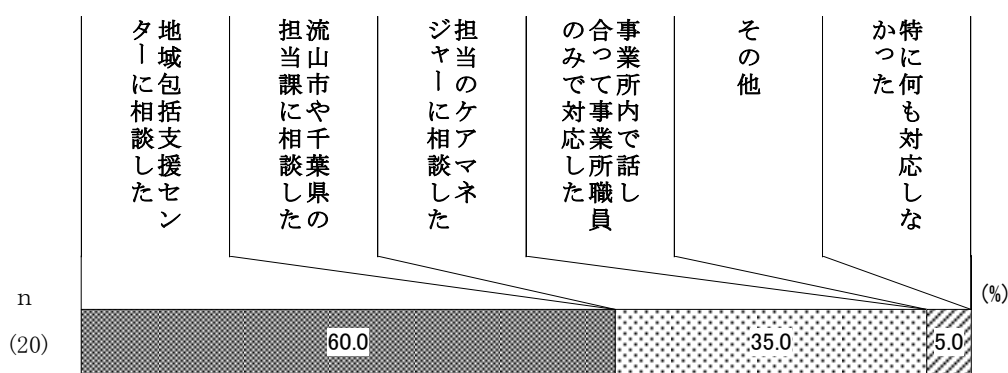 地域包括支援セン
ターに相談した
流山市や千葉県の
担当課に相談した
担当のケアマネ
ジャーに相談した
事業所内で話し
合って事業所職員
のみで対応した
その他
特に何も対応しな
かった
n
(%)
(20)
60.0
35.0
5.0